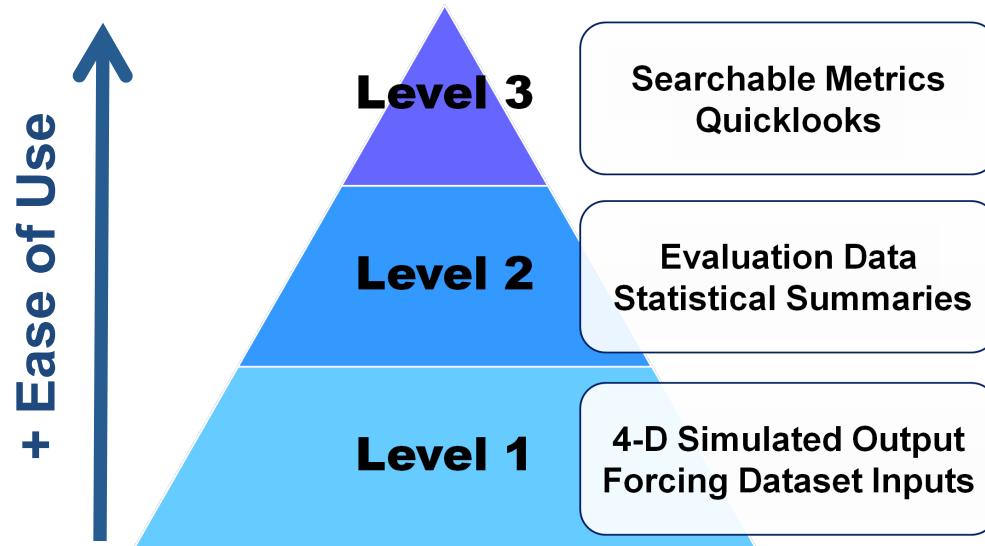 + Ease of Use
Level 3
Searchable Metrics
Quicklooks
Level 2
Evaluation Data
Statistical Summaries
Level 1
4-D Simulated Output
Forcing Dataset Inputs